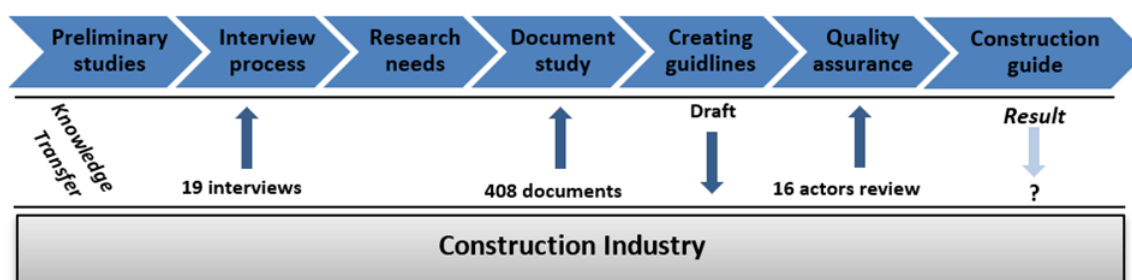 Preliminary studies
Interview process
Research needs
Document study
Creating guidlines
Quality assurance
Construction guide
Knowledge Transfer
19 interviews
408 documents
Draft
16 actors review
Result
?
Construction Industry